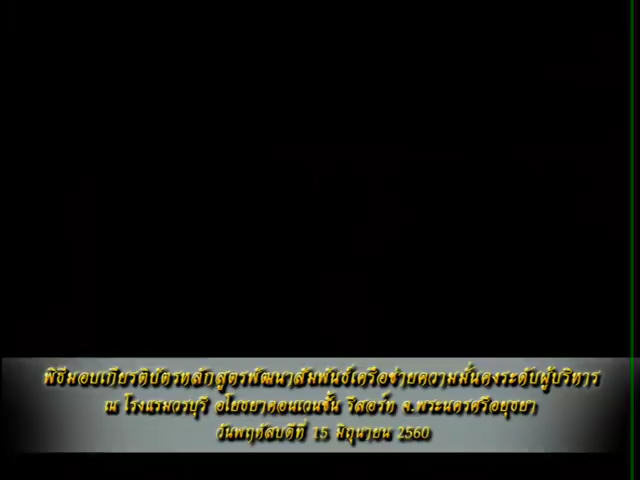 พิธีมอบเกียรติบัตรหลักสูตรพัฒนาสัมพันธ์เครือข่ายความมั่นคงระดับผู้บริหาร
ณ โรงแรมวรบุรี อโยธยาคอนเวนชั่น รีสอร์ท จ.พระนครศรีอยุธยา
วันพฤหัสบดีที่ 15 มิถุนายน 2560